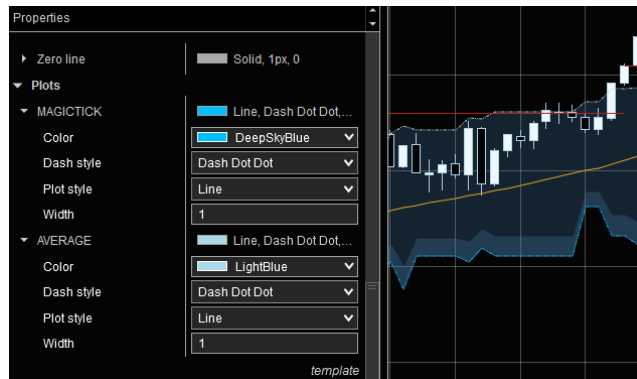 Properties
Zero line Solid, 1px, 0
Plots
MAGICTICK Line, Dash Dot Dot,...
Color DeepSkyBlue
Dash style Dash Dot Dot
Plot style Line
Width 1
AVERAGE Line, Dash Dot Dot,...
Color LightBlue
Dash style Dash Dot Dot
Plot style Line
Width 1
template